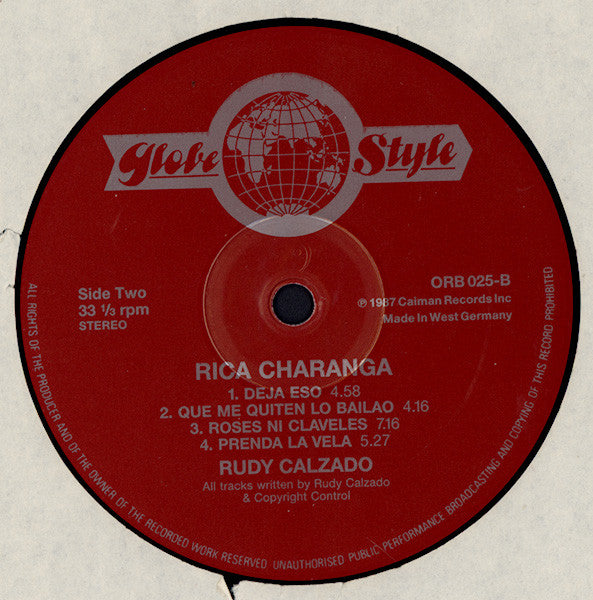 Globe Style
Side Two
33 ⅓ rpm
STEREO
ORB 025-B
℗ 1987 Caiman Records Inc
Made in West Germany
RICA CHARANGA
1. DEJA ESO 4.58
2. QUE ME QUITEN LO BAILAO 4.16
3. ROSES NI CLAVELES 7.16
4. PRENDA LA VELA 5.27
RUDY CALZADO
All tracks written by Rudy Calzado
& Copyright Control
ALL RIGHTS OF THE PRODUCER AND OF THE OWNER OF THE RECORDED WORK RESERVED UNAUTHORISED PUBLIC PERFORMANCE BROADCASTING AND COPYING OF THIS RECORD PROHIBITED